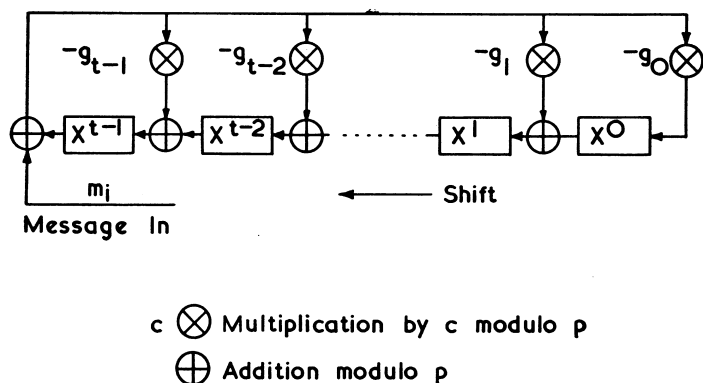 -g_{t-1} -g_{t-2} -g_1 -g_0
X^{t-1} X^{t-2} X^1 X^0
m_i
Message In
Shift
c ⊗ Multiplication by c modulo p
⊕ Addition modulo p